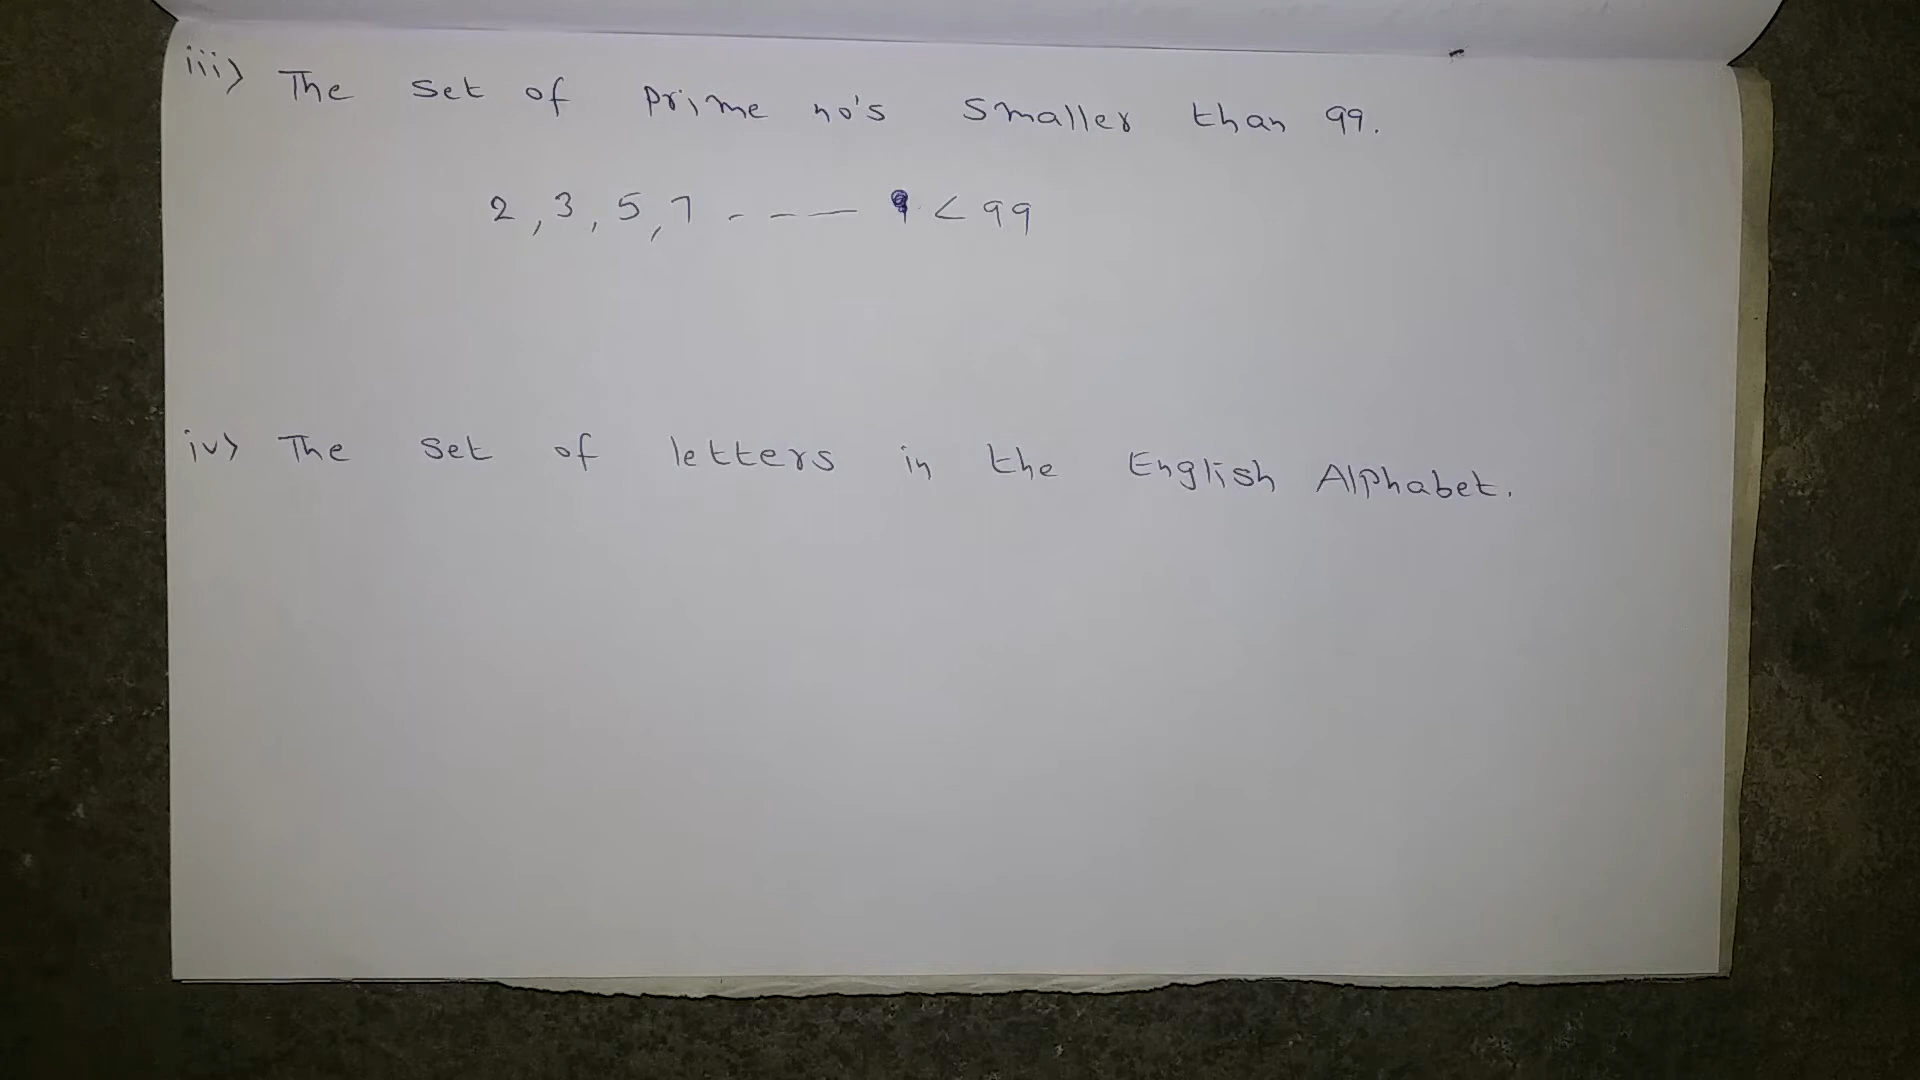 iii) The set of prime no's smaller than 99.
2, 3, 5, 7 - - — < 99
iv) The set of letters in the English Alphabet.